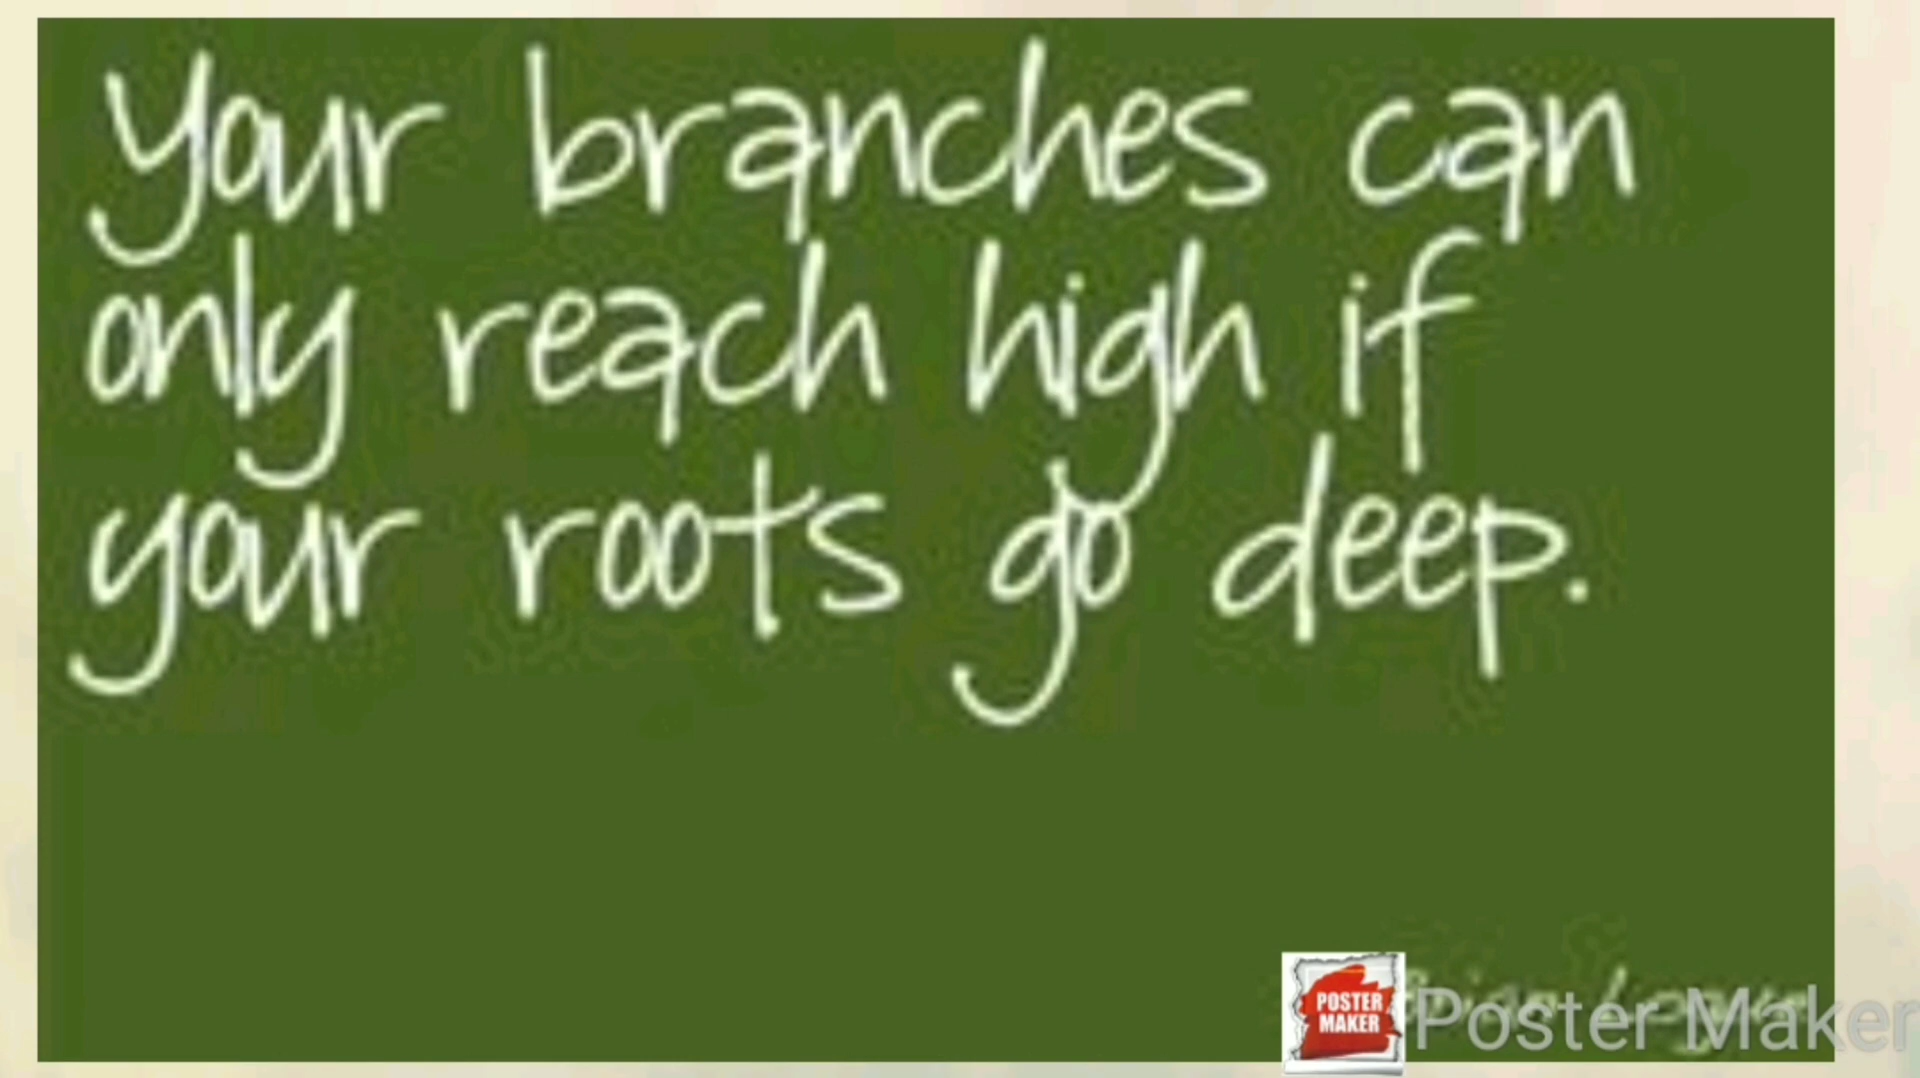 Your branches can
only reach high if
your roots go deep.
POSTER
MAKER
Poster Maker